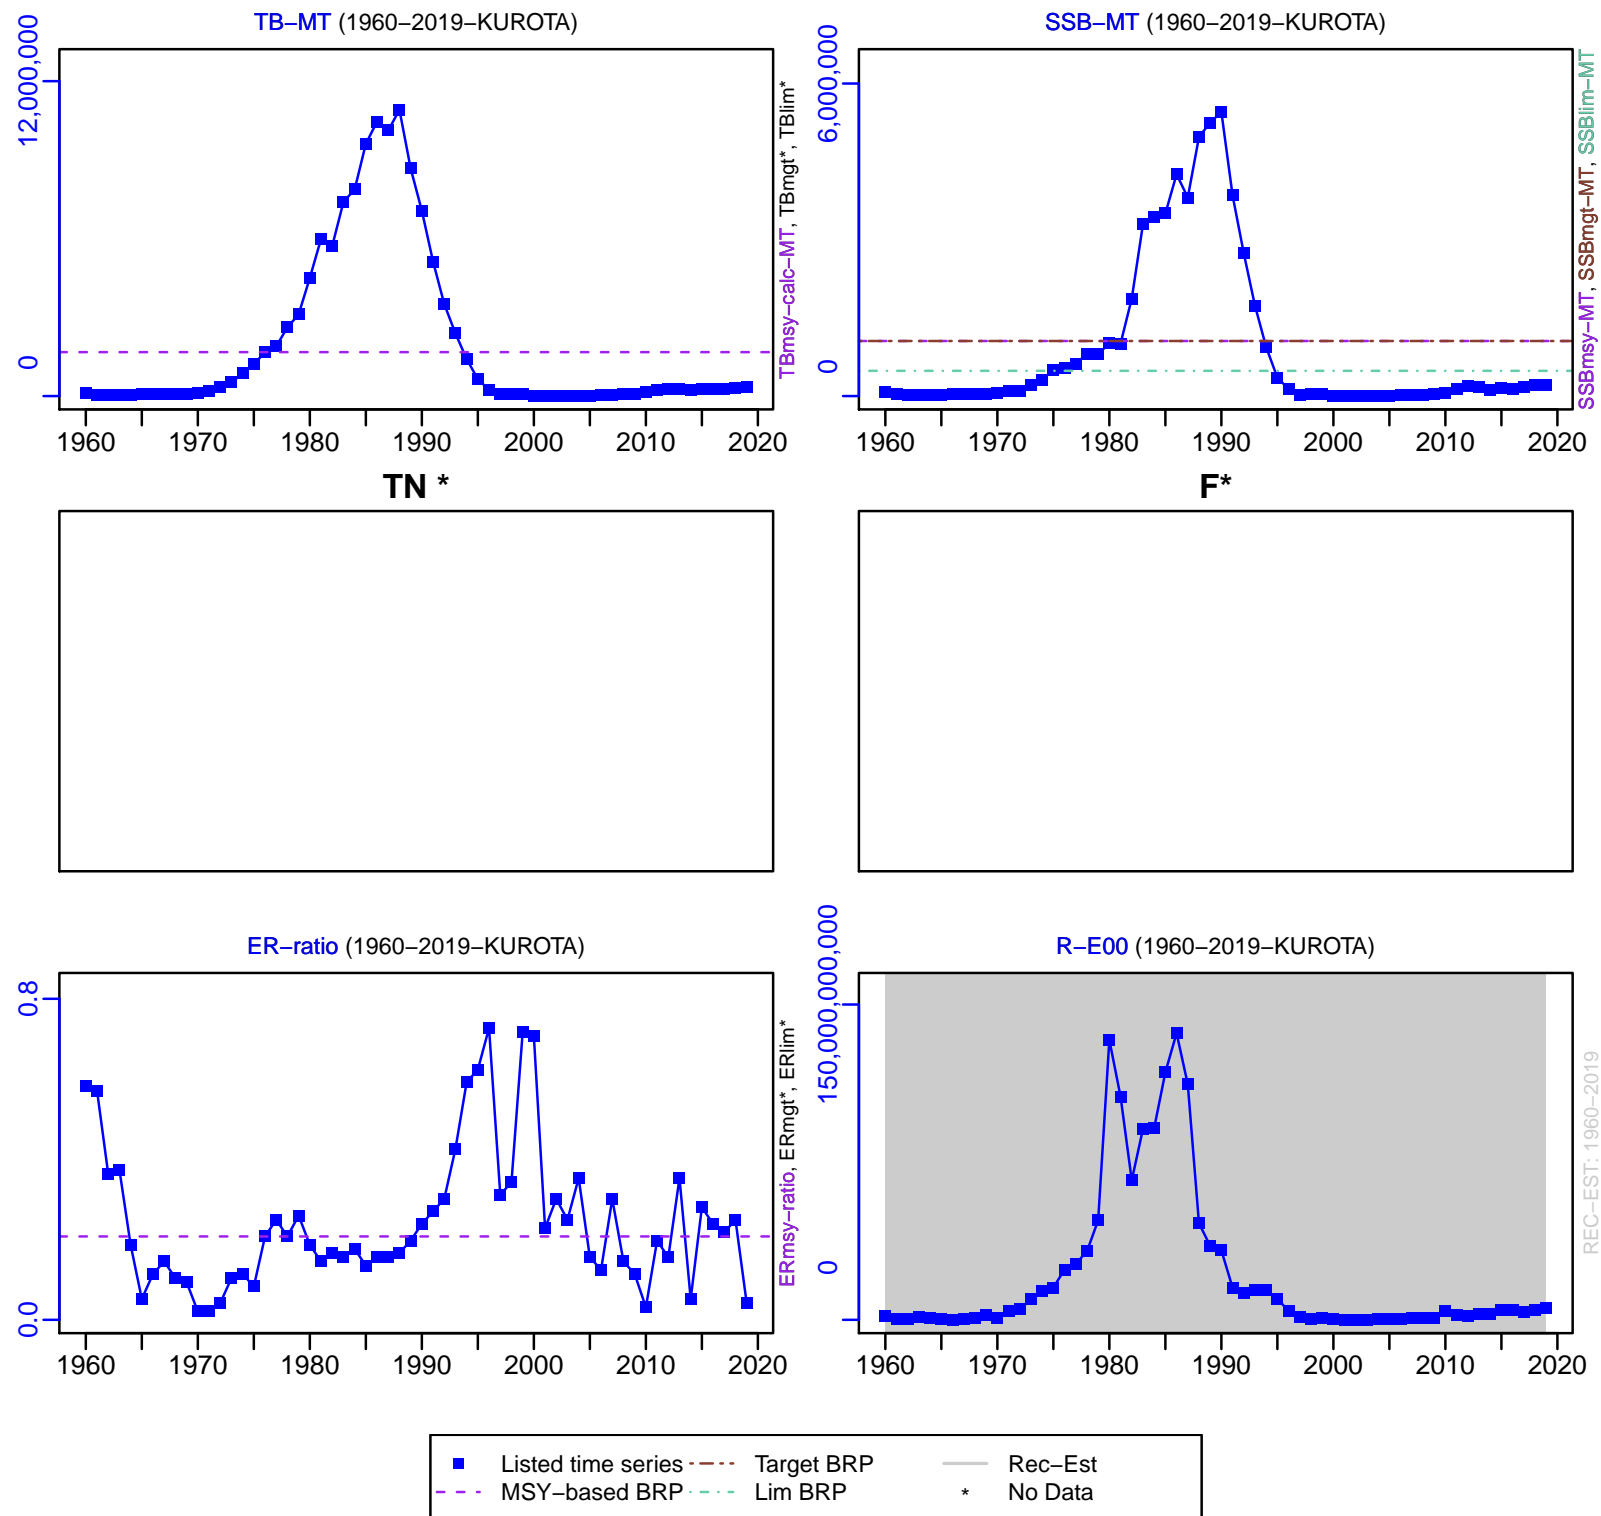 TB−MT (1960−2019−KUROTA)
12,000,000
0
TBmsy−calc−MT, TBmgt*, TBlim*
1960 1970 1980 1990 2000 2010 2020
SSB−MT (1960−2019−KUROTA)
6,000,000
0
SSBmsy−MT, SSBmgt−MT, SSBlim−MT
1960 1970 1980 1990 2000 2010 2020
TN *
F*
ER−ratio (1960−2019−KUROTA)
0.8
0.0
ERmsy−ratio, ERmgt*, ERlim*
1960 1970 1980 1990 2000 2010 2020
R−E00 (1960−2019−KUROTA)
150,000,000,000
0
REC−EST: 1960−2019
1960 1970 1980 1990 2000 2010 2020
Listed time series Target BRP Rec−Est
MSY−based BRP Lim BRP * No Data